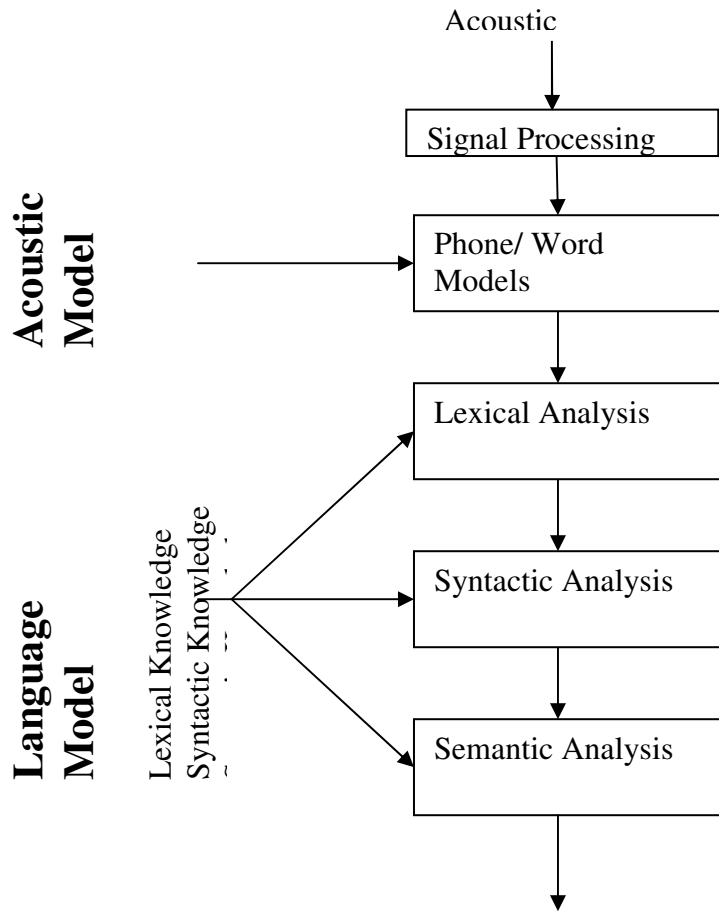 Acoustic
Signal Processing
Acoustic
Model
Phone/ Word
Models
Lexical Analysis
Language
Model
Lexical Knowledge
Syntactic Knowledge
Syntactic Analysis
Semantic Analysis